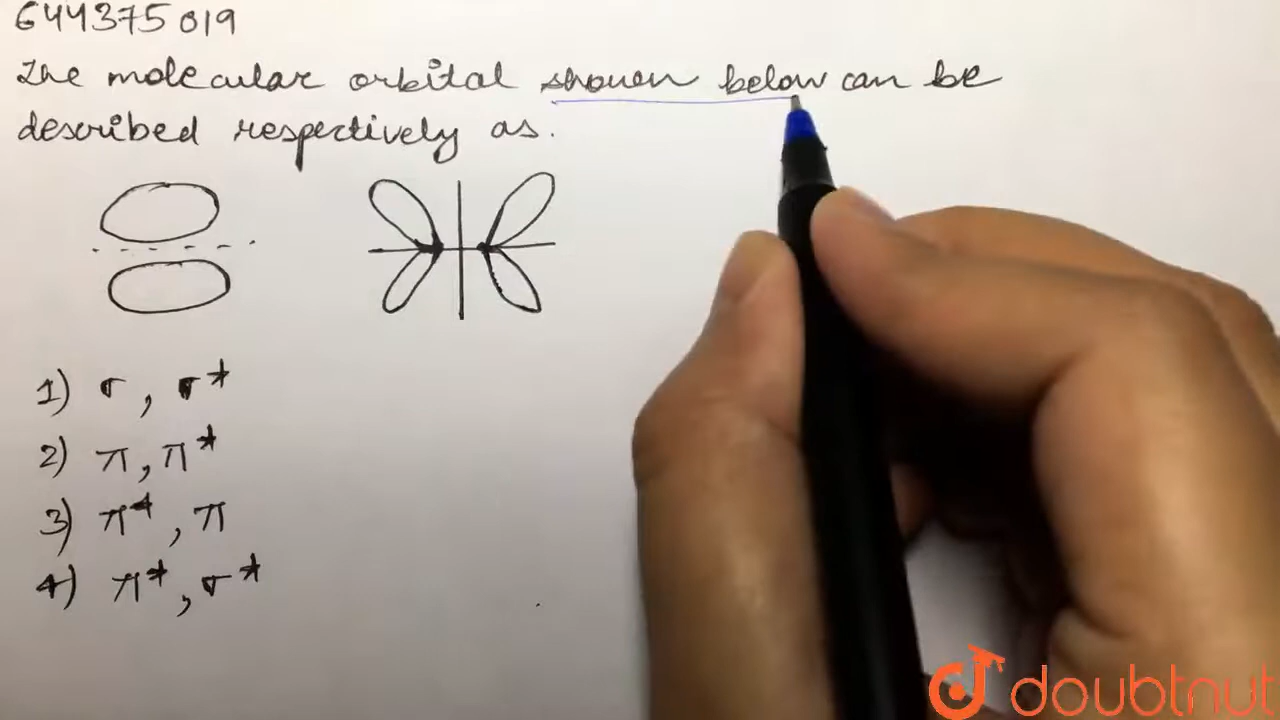 644375019
The molecular orbital shown below can be
described respectively as.
1) σ, σ*
2) π, π*
3) π*, π
4) π*, σ*
doubtnut